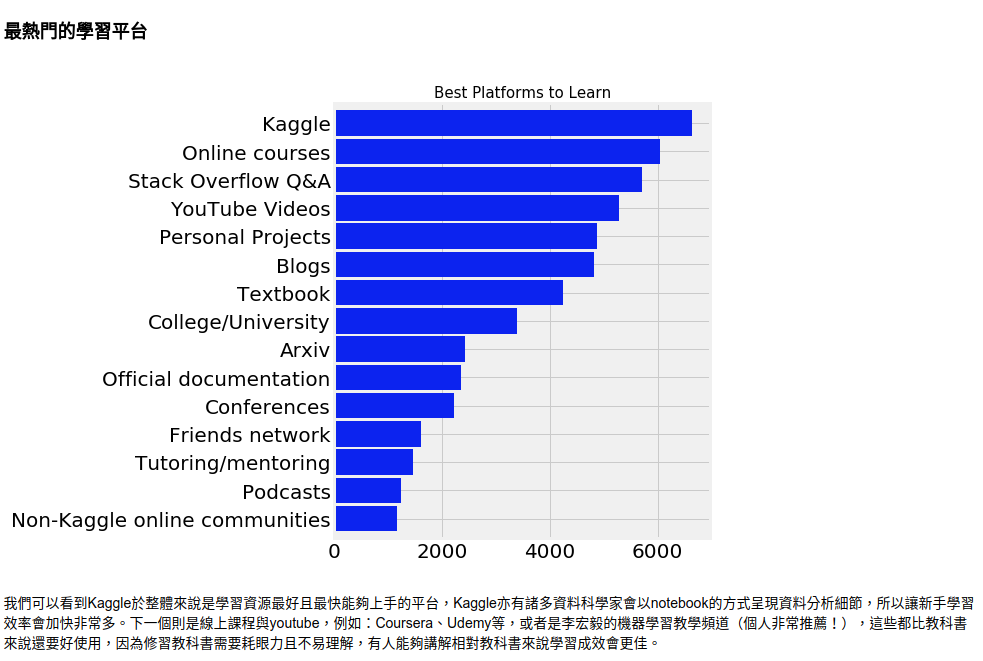 最熱門的學習平台
Best Platforms to Learn
Kaggle
Online courses
Stack Overflow Q&A
YouTube Videos
Personal Projects
Blogs
Textbook
College/University
Arxiv
Official documentation
Conferences
Friends network
Tutoring/mentoring
Podcasts
Non-Kaggle online communities
0 2000 4000 6000
我們可以看到Kaggle於整體來說是學習資源最好且最快能夠上手的平台，Kaggle亦有諸多資料科學家會以notebook的方式呈現資料分析細節，所以讓新手學習
效率會加快非常多。下一個則是線上課程與youtube，例如：Coursera、Udemy等，或者是李宏毅的機器學習教學頻道（個人非常推薦！），這些都比教科書
來說還要好使用，因為修習教科書需要耗眼力且不易理解，有人能夠講解相對教科書來說學習成效會更佳。